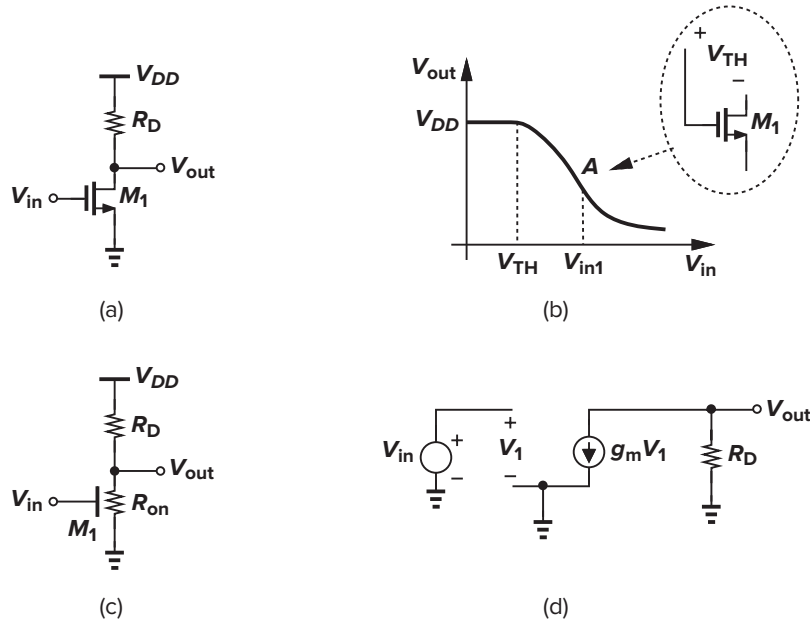 V_DD
R_D
V_out
V_in
M_1
(a)
V_out
V_DD
A
V_TH
V_in1
V_in
+
V_TH
−
M_1
(b)
V_DD
R_D
V_out
V_in
R_on
M_1
(c)
V_out
V_in
+
−
+
V_1
−
g_mV_1
R_D
(d)